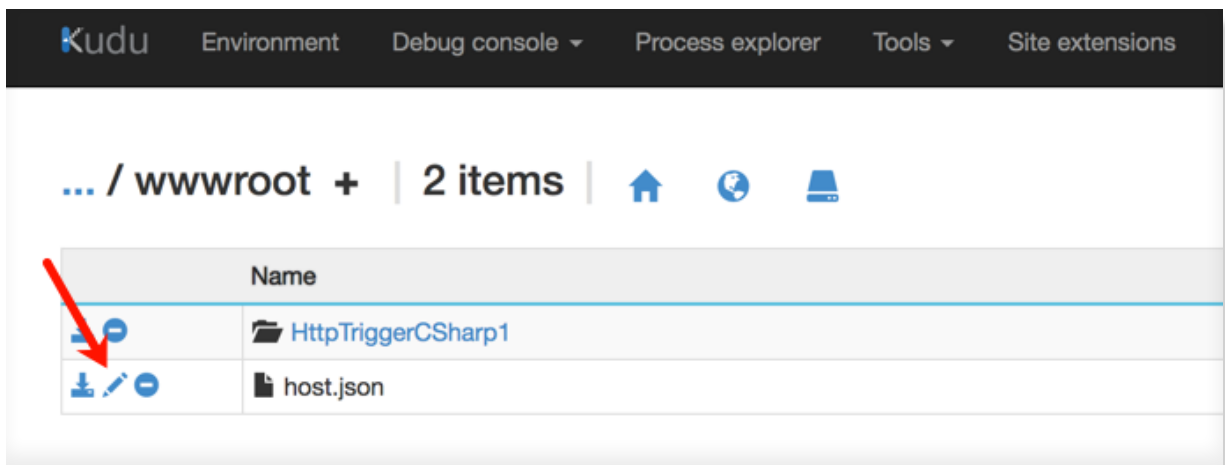 Kudu Environment Debug console Process explorer Tools Site extensions
... / wwwroot + | 2 items |
Name
HttpTriggerCSharp1
host.json